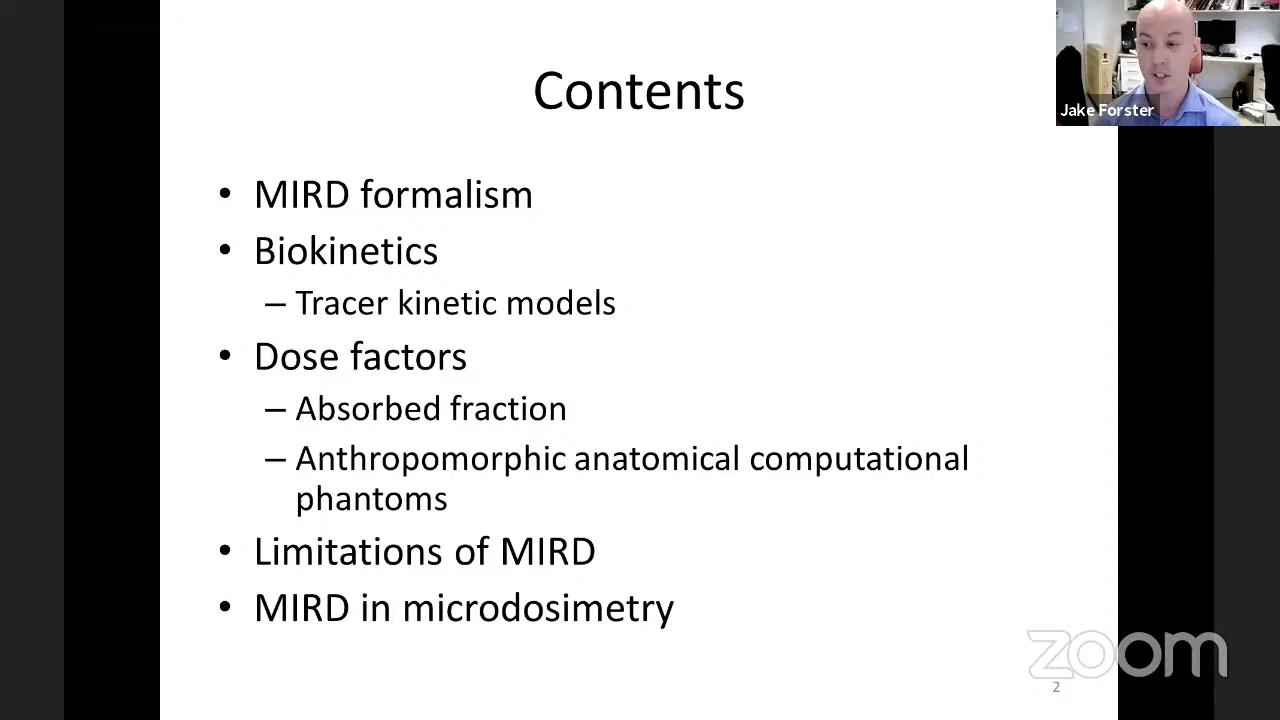 Contents
Jake Forster
• MIRD formalism
• Biokinetics
– Tracer kinetic models
• Dose factors
– Absorbed fraction
– Anthropomorphic anatomical computational
phantoms
• Limitations of MIRD
• MIRD in microdosimetry
zoom
2